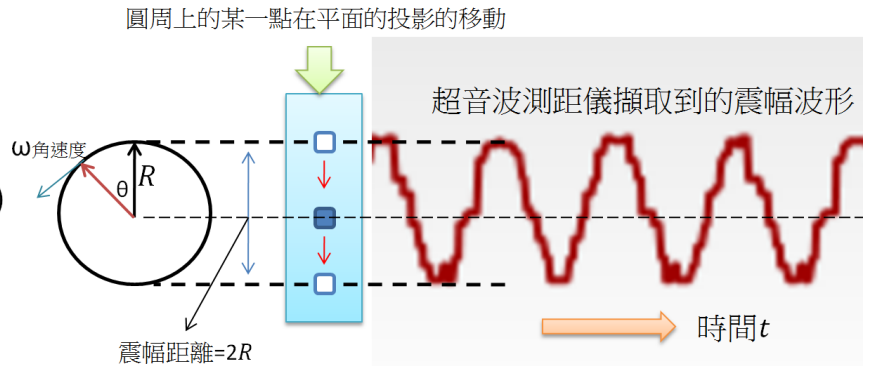 圓周上的某一點在平面的投影的移動
超音波測距儀擷取到的震幅波形
ω角速度
θ
R
時間t
震幅距離=2R